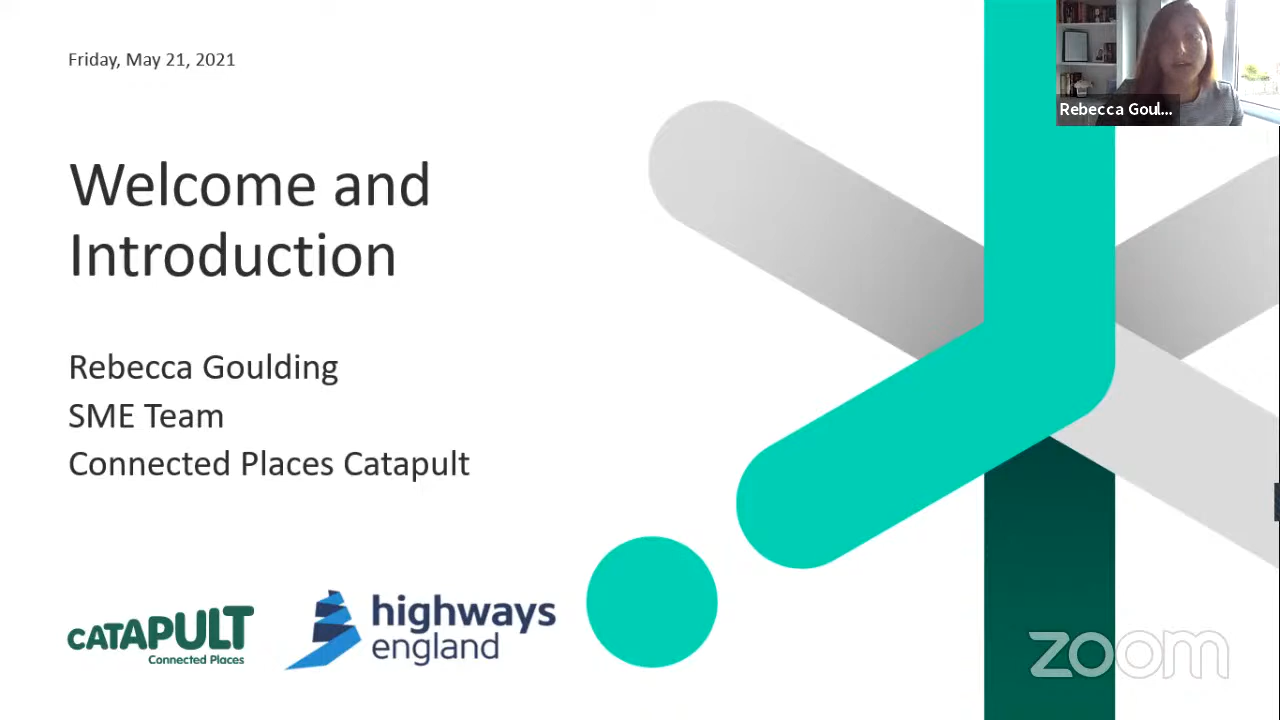 Friday, May 21, 2021
Rebecca Goul...
Welcome and
Introduction
Rebecca Goulding
SME Team
Connected Places Catapult
CATAPULT
Connected Places
highways
england
zoom